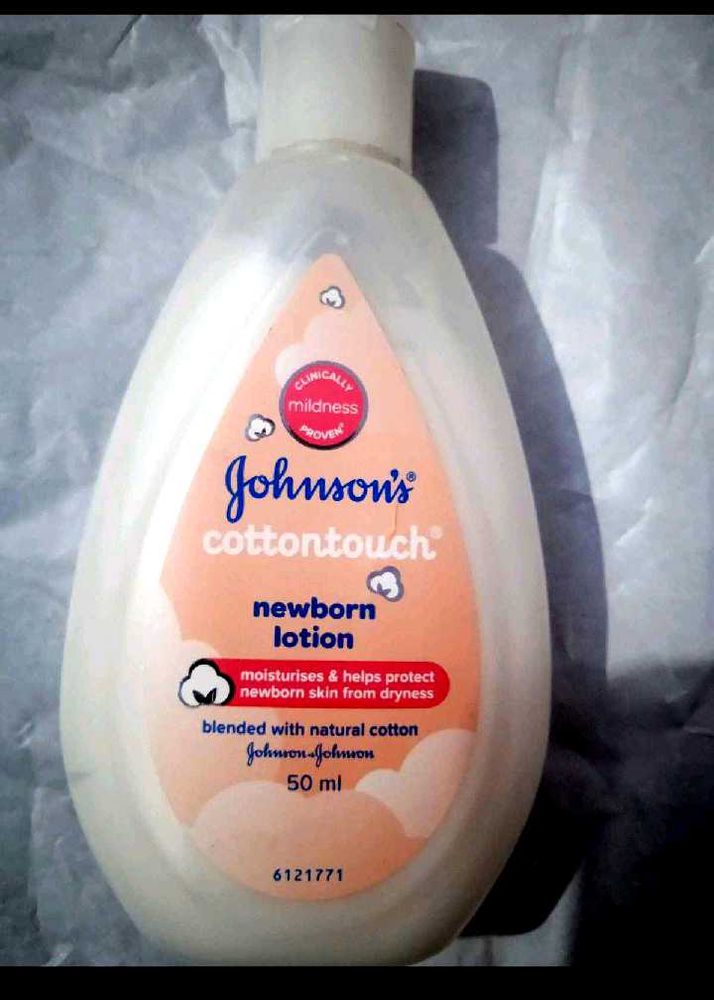 CLINICALLY
mildness
PROVEN*
Johnson's®
cottontouch®
newborn
lotion
moisturises & helps protect
newborn skin from dryness
blended with natural cotton
Johnson & Johnson
50 ml
6121771